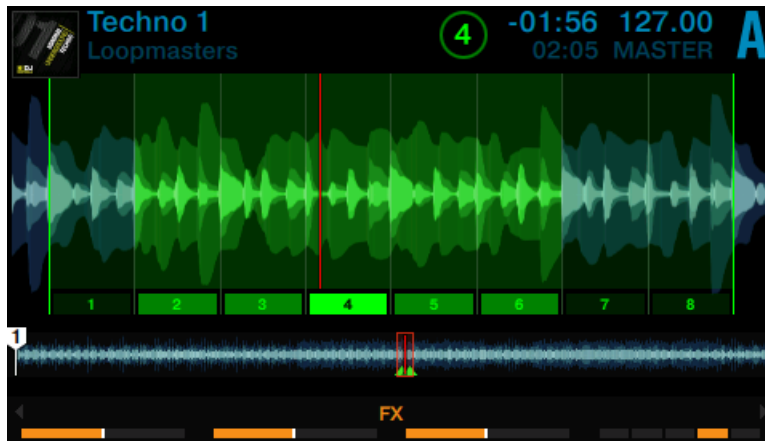 Techno 1
Loopmasters
4
-01:56 127.00
02:05 MASTER
A
1 2 3 4 5 6 7 8
1
FX